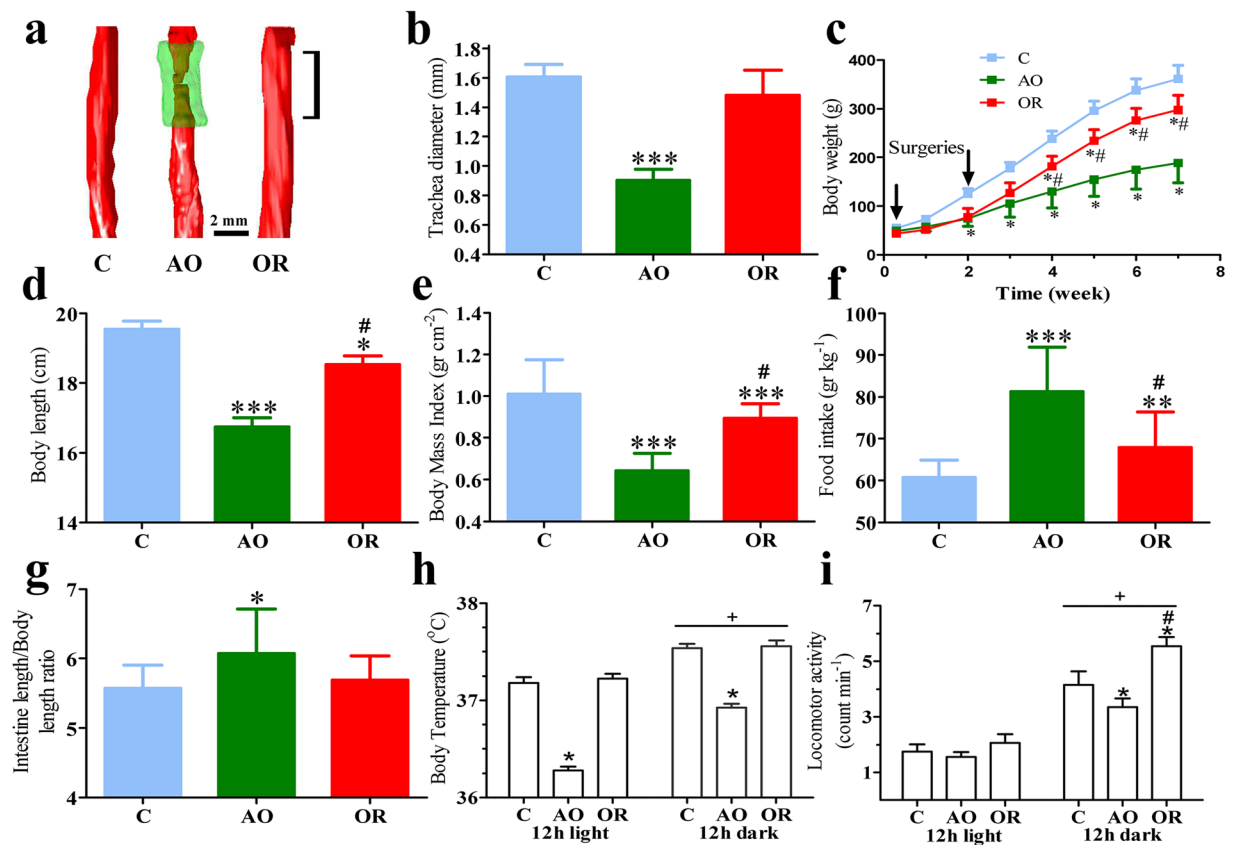 a
C
AO
OR
2 mm
b
Trachea diameter (mm)
1.8
1.6
1.4
1.2
1.0
0.8
0.6
0.4
***
C
AO
OR
c
Body weight (g)
400
300
200
100
0
C
AO
OR
Surgeries
*#
*#
*#
*#
*
*
*
*
*
*
0
2
4
6
8
Time (week)
d
Body length (cm)
20
18
16
14
***
#
*
C
AO
OR
e
Body Mass Index (gr cm-2)
1.4
1.2
1.0
0.8
0.6
0.4
***
#
***
C
AO
OR
f
Food intake (gr kg-1)
100
90
80
70
60
50
***
#
**
C
AO
OR
g
Intestine length/Body
length ratio
7
6
5
4
*
C
AO
OR
h
Body Temperature (⁰C)
38
37
36
*
+
*
C
AO
OR
C
AO
OR
12h light
12h dark
i
Locomotor activity
(count min-1)
7
5
3
1
+
*
#
*
C
AO
OR
C
AO
OR
12h light
12h dark